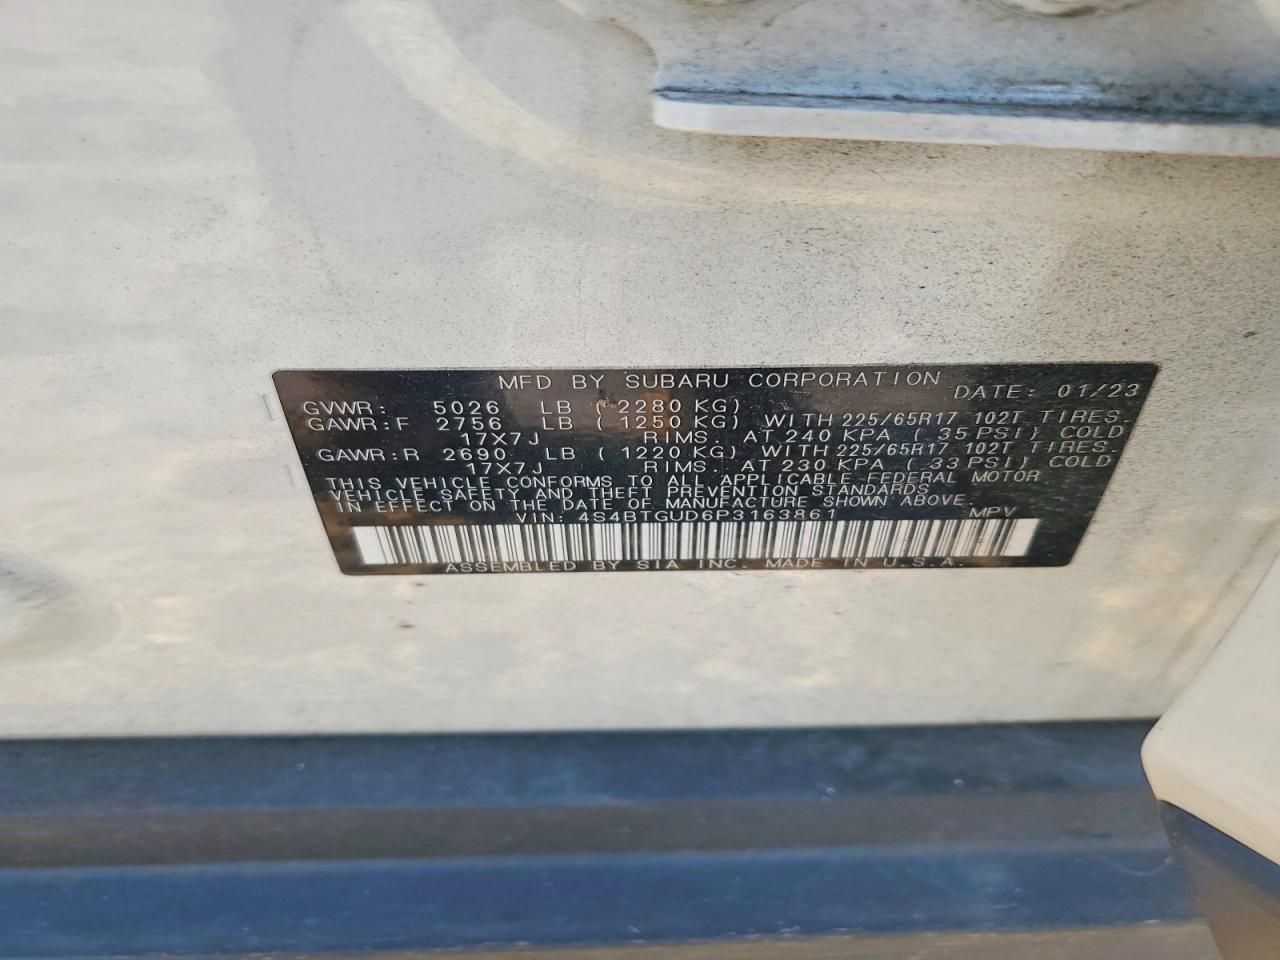 MFD BY SUBARU CORPORATION DATE: 01/23
GVWR: 5026 LB ( 2280 KG)
GAWR:F 2756 LB ( 1250 KG) WITH 225/65R17 102T TIRES
17X7J RIMS. AT 240 KPA ( 35 PSI) COLD
GAWR:R 2690 LB ( 1220 KG) WITH 225/65R17 102T TIRES.
17X7J RIMS. AT 230 KPA ( 33 PSI) COLD
THIS VEHICLE CONFORMS TO ALL APPLICABLE FEDERAL MOTOR
VEHICLE SAFETY AND THEFT PREVENTION STANDARDS
IN EFFECT ON THE DATE OF MANUFACTURE SHOWN ABOVE.
VIN: 4S4BTGUD6P3163861 MPV
ASSEMBLED BY SIA INC. MADE IN U.S.A.